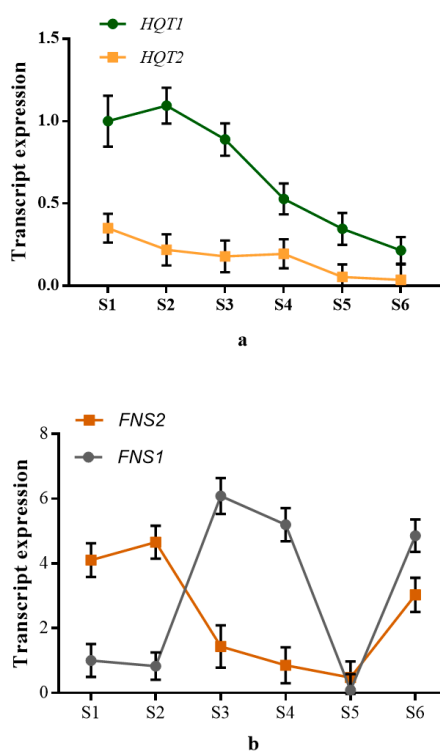 HQT1
HQT2
Transcript expression
1.5
1.0
0.5
0.0
S1 S2 S3 S4 S5 S6
a
FNS2
FNS1
Transcript expression
8
6
4
2
0
S1 S2 S3 S4 S5 S6
b